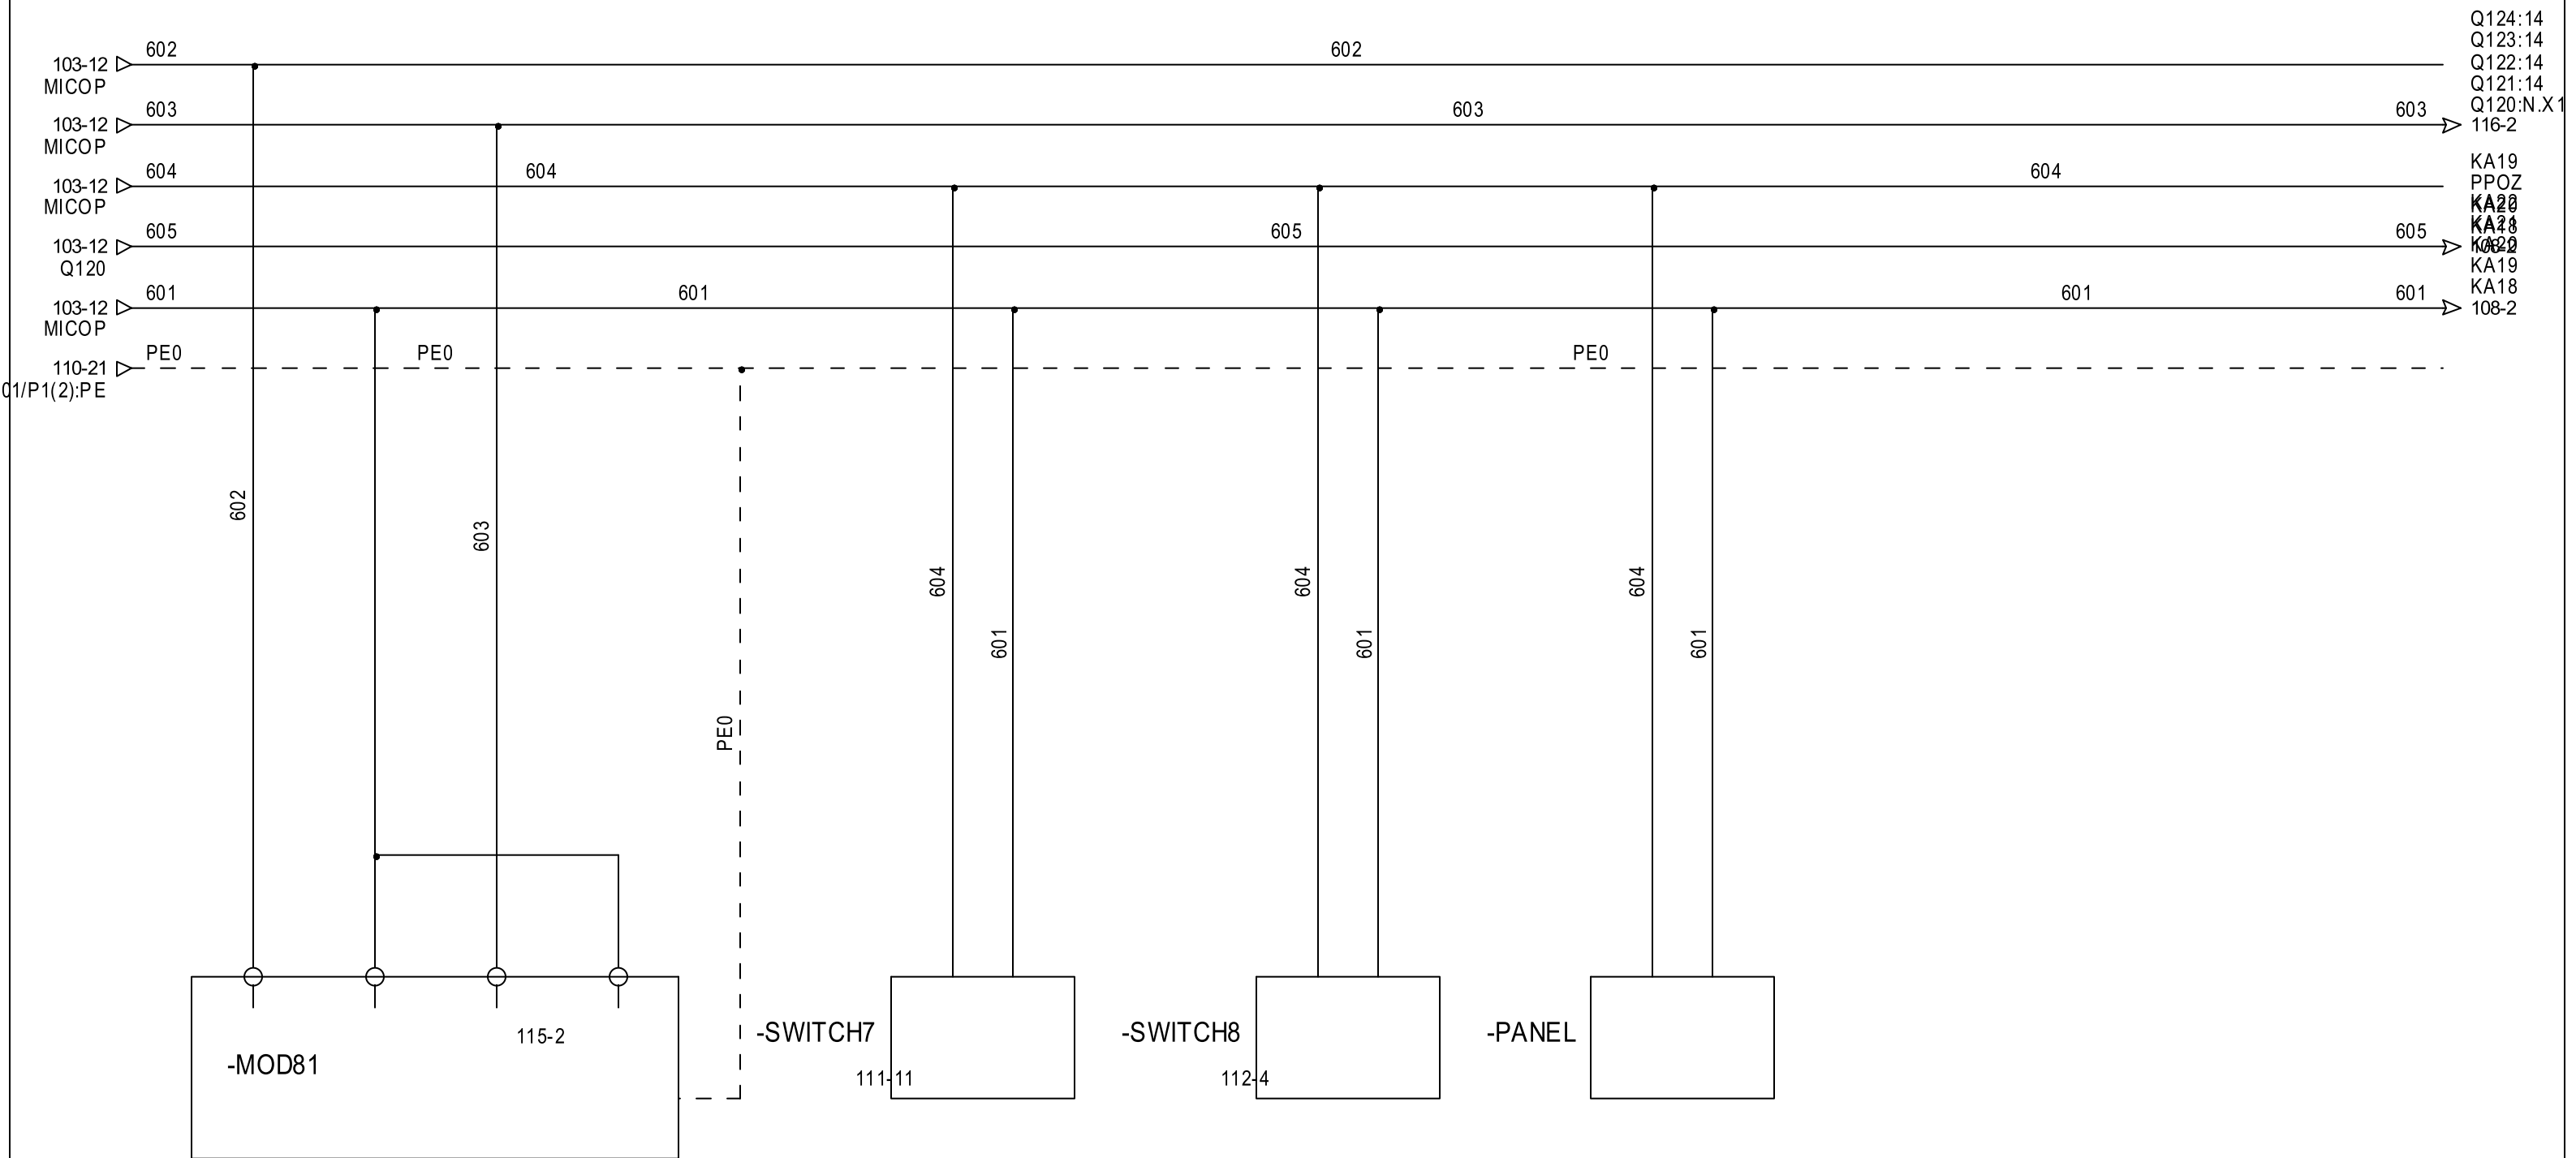 Q124:14
Q123:14
602 602
103-12 Q122:14
MICOP Q121:14
603 603 603 Q120:N.X1
103-12 116-2
MICOP
604 604 604 KA19
103-12 PPOZ
MICOP
605 605 605
103-12
Q120 KA19
601 601 601 601 KA18
103-12 108-2
MICOP
PE0 PE0 PE0
110-21
01/P1(2):PE
602
603
604
604
604
601
601
601
PE0
115-2 -SWITCH7 -SWITCH8 -PANEL
-MOD81
111-11 112-4